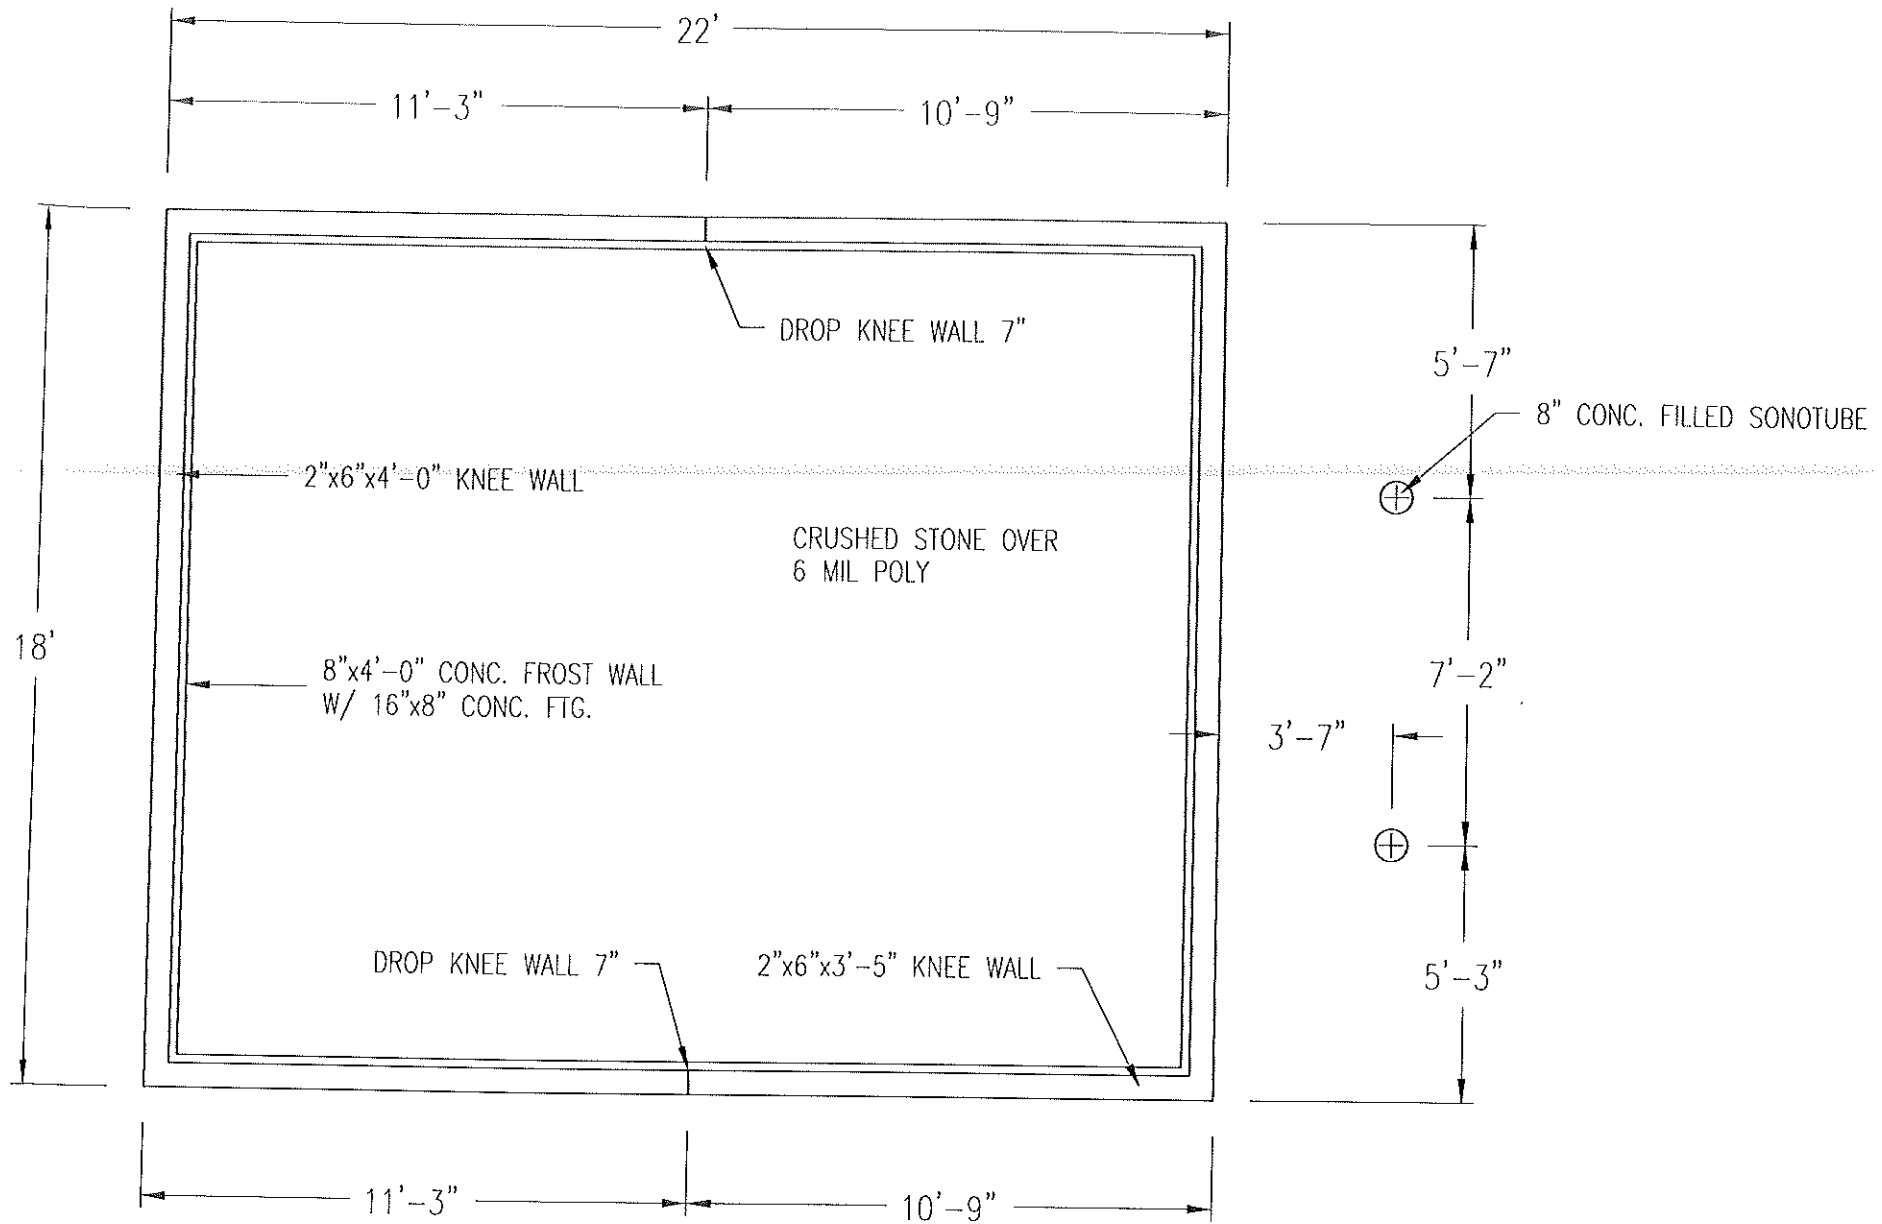 22'
11'-3"
10'-9"
DROP KNEE WALL 7"
5'-7"
8" CONC. FILLED SONOTUBE
2"x6"x4'-0" KNEE WALL
CRUSHED STONE OVER
6 MIL POLY
18'
8"x4'-0" CONC. FROST WALL
W/ 16"x8" CONC. FTG.
7'-2"
3'-7"
DROP KNEE WALL 7"
2"x6"x3'-5" KNEE WALL
5'-3"
11'-3"
10'-9"